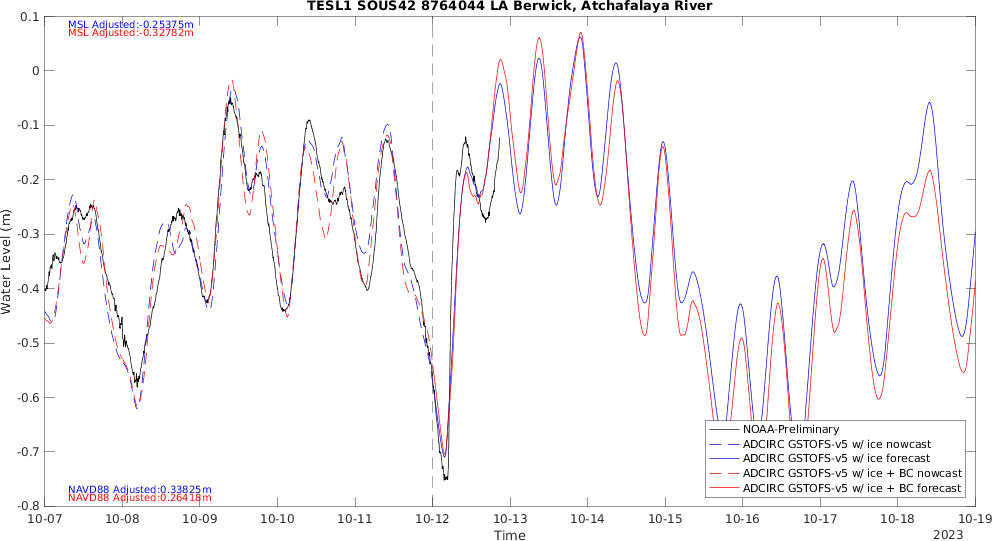 TESL1 SOUS42 8764044 LA Berwick, Atchafalaya River
MSL Adjusted:-0.25375m
MSL Adjusted:-0.32782m
0.1
0
-0.1
-0.2
-0.3
-0.4
-0.5
-0.6
-0.7
-0.8
Water Level (m)
NOAA-Preliminary
ADCIRC GSTOFS-v5 w/ ice nowcast
ADCIRC GSTOFS-v5 w/ ice forecast
ADCIRC GSTOFS-v5 w/ ice + BC nowcast
ADCIRC GSTOFS-v5 w/ ice + BC forecast
NAVD88 Adjusted:0.33825m
NAVD88 Adjusted:0.26418m
10-07 10-08 10-09 10-10 10-11 10-12 10-13 10-14 10-15 10-16 10-17 10-18 10-19
Time
2023